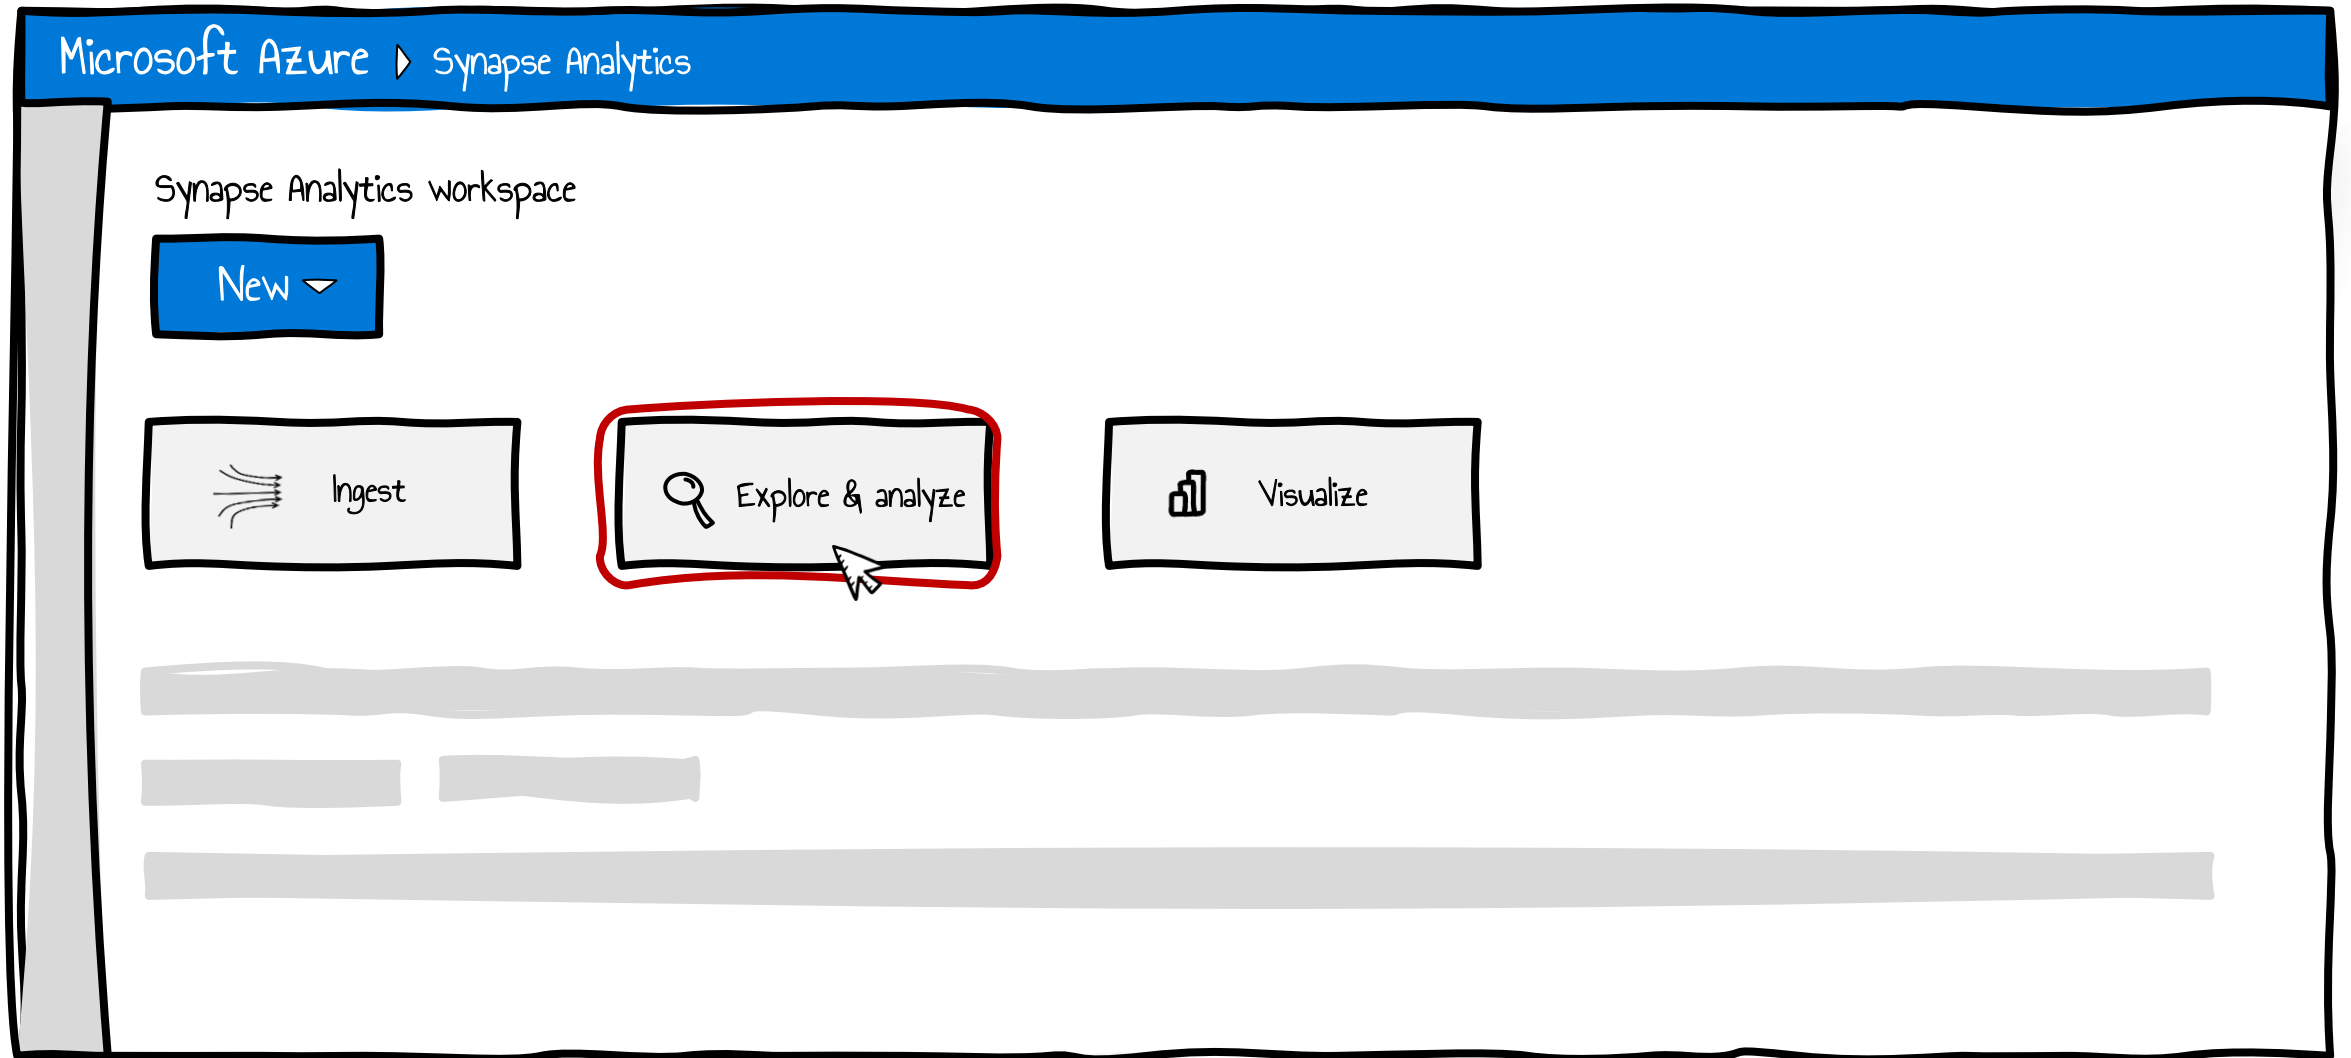 Microsoft Azure Synapse Analytics
Synapse Analytics workspace
New
Ingest
Explore & analyze
Visualize